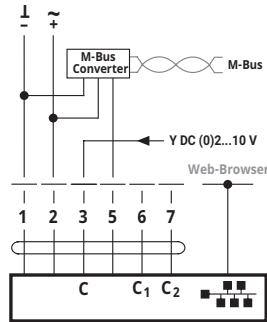 ⊥ ~
– +
M-Bus
Converter
M-Bus
Y DC (0)2...10 V
Web-Browser
1 2 3 5 6 7
C C1 C2